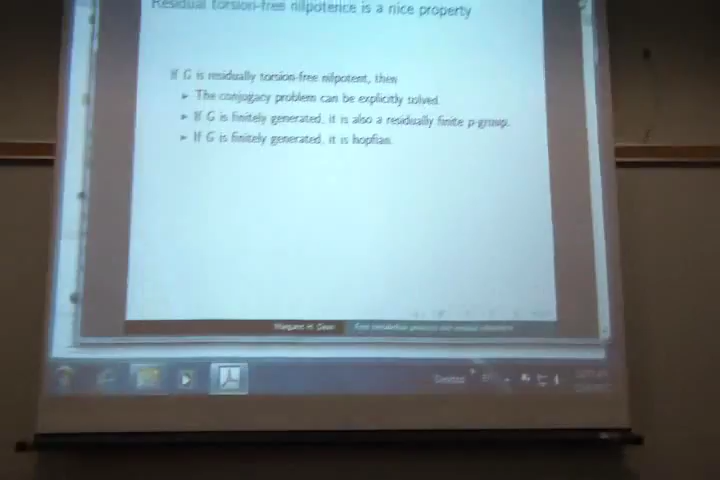 Residual torsion-free nilpotence is a nice property
If G is residually torsion-free nilpotent, then
► The conjugacy problem can be explicitly solved.
► If G is finitely generated, it is also a residually finite p-group.
► If G is finitely generated, it is hopfian.
Margaret H.
Desktop